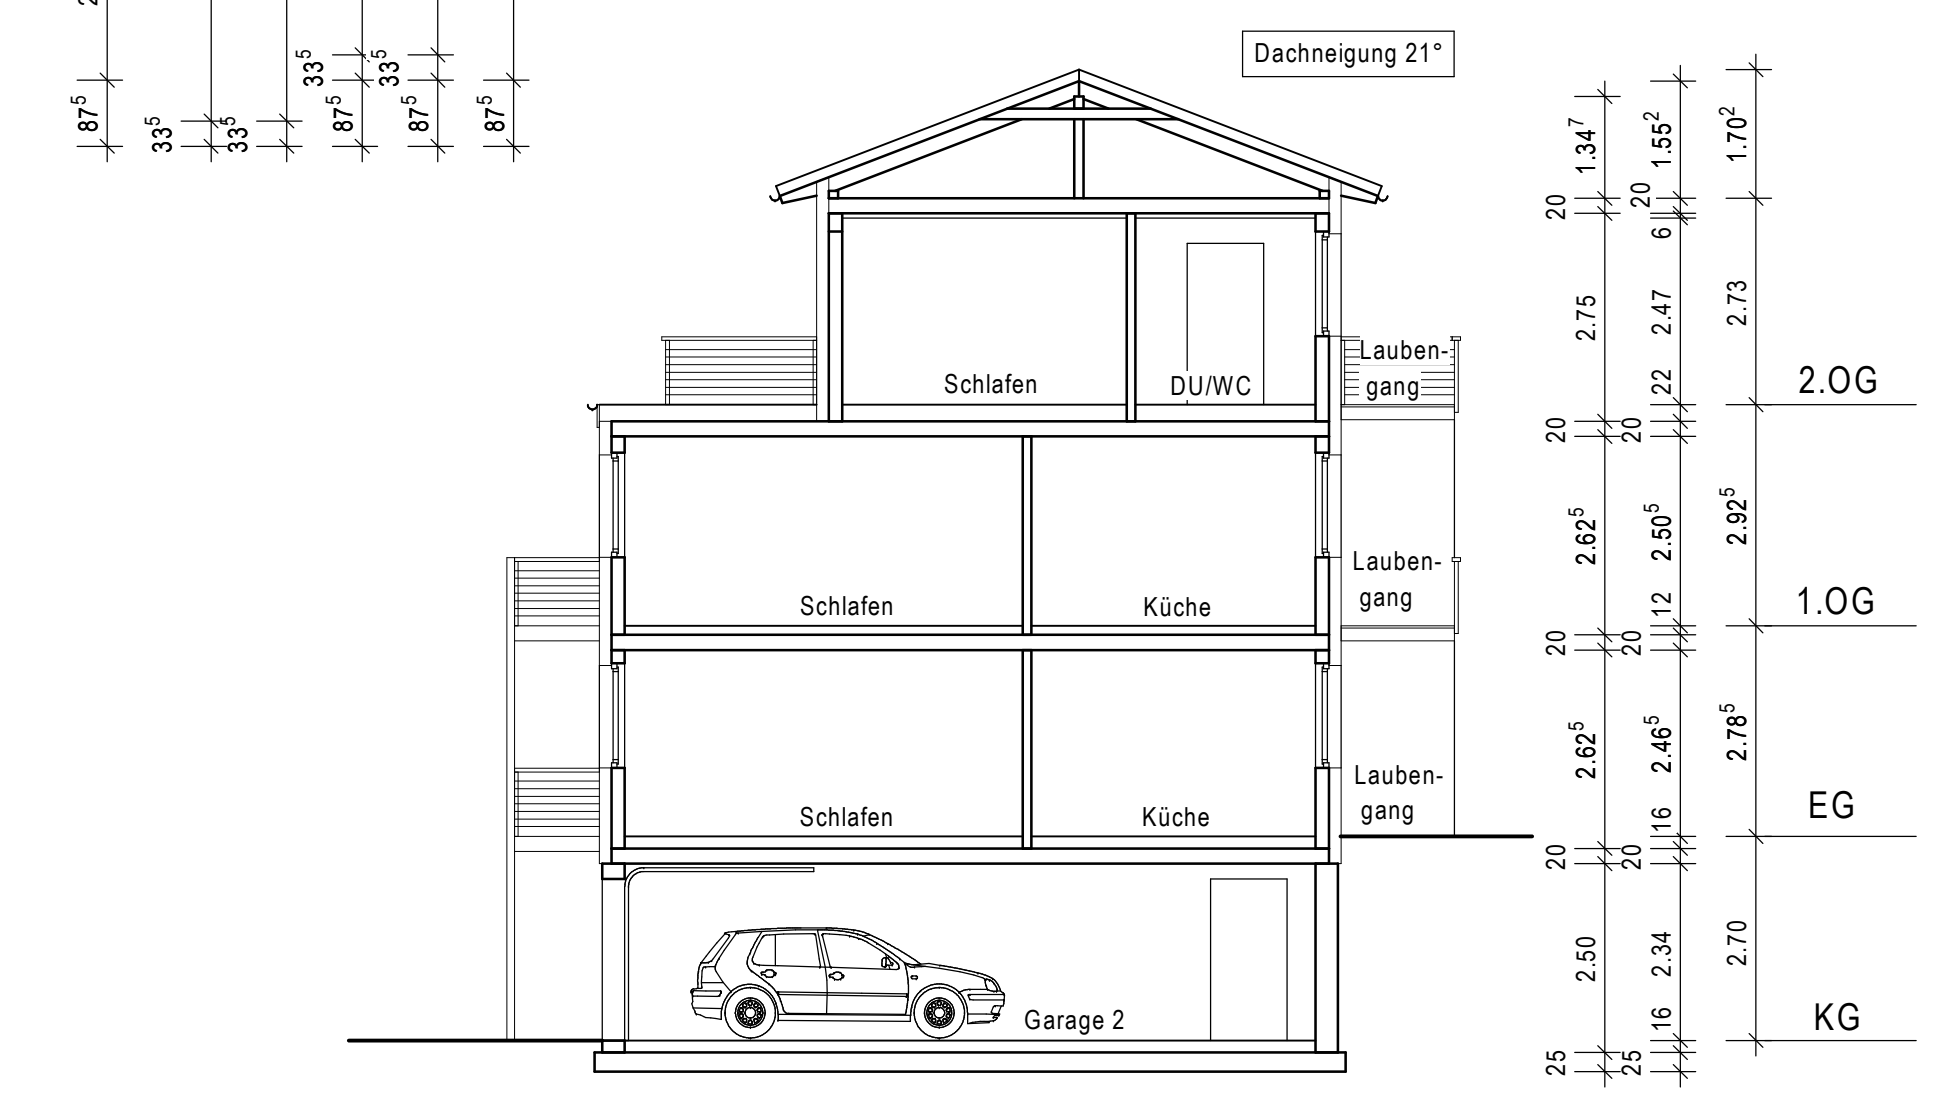 33⁵
33⁵
87⁵
33⁵
33⁵
87⁵
87⁵
87⁵
Dachneigung 21°
1.34⁷
1.55²
1.70²
20
20
6
2.75
2.47
2.73
22
Schlafen
DU/WC
Lauben-
gang
2.OG
20
20
2.62⁵
2.50⁵
2.92⁵
12
Schlafen
Küche
Lauben-
gang
1.OG
20
20
2.62⁵
2.46⁵
2.78⁵
16
Schlafen
Küche
Lauben-
gang
EG
20
20
2.50
2.34
2.70
16
Garage 2
KG
25
25